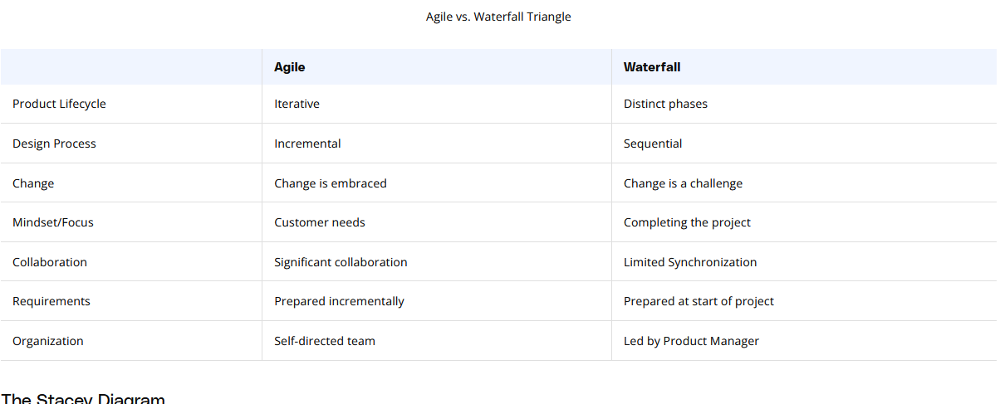 Agile vs. Waterfall Triangle
Agile Waterfall
Product Lifecycle Iterative Distinct phases
Design Process Incremental Sequential
Change Change is embraced Change is a challenge
Mindset/Focus Customer needs Completing the project
Collaboration Significant collaboration Limited Synchronization
Requirements Prepared incrementally Prepared at start of project
Organization Self-directed team Led by Product Manager
The Stacey Diagram